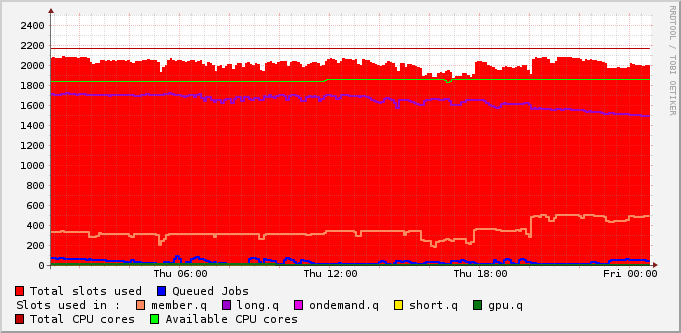 RRDTOOL / TOBI OETIKER
2400
2200
2000
1800
1600
1400
1200
1000
800
600
400
200
0
Thu 06:00 Thu 12:00 Thu 18:00 Fri 00:00
Total slots used Queued Jobs
Slots used in : member.q long.q ondemand.q short.q gpu.q
Total CPU cores Available CPU cores